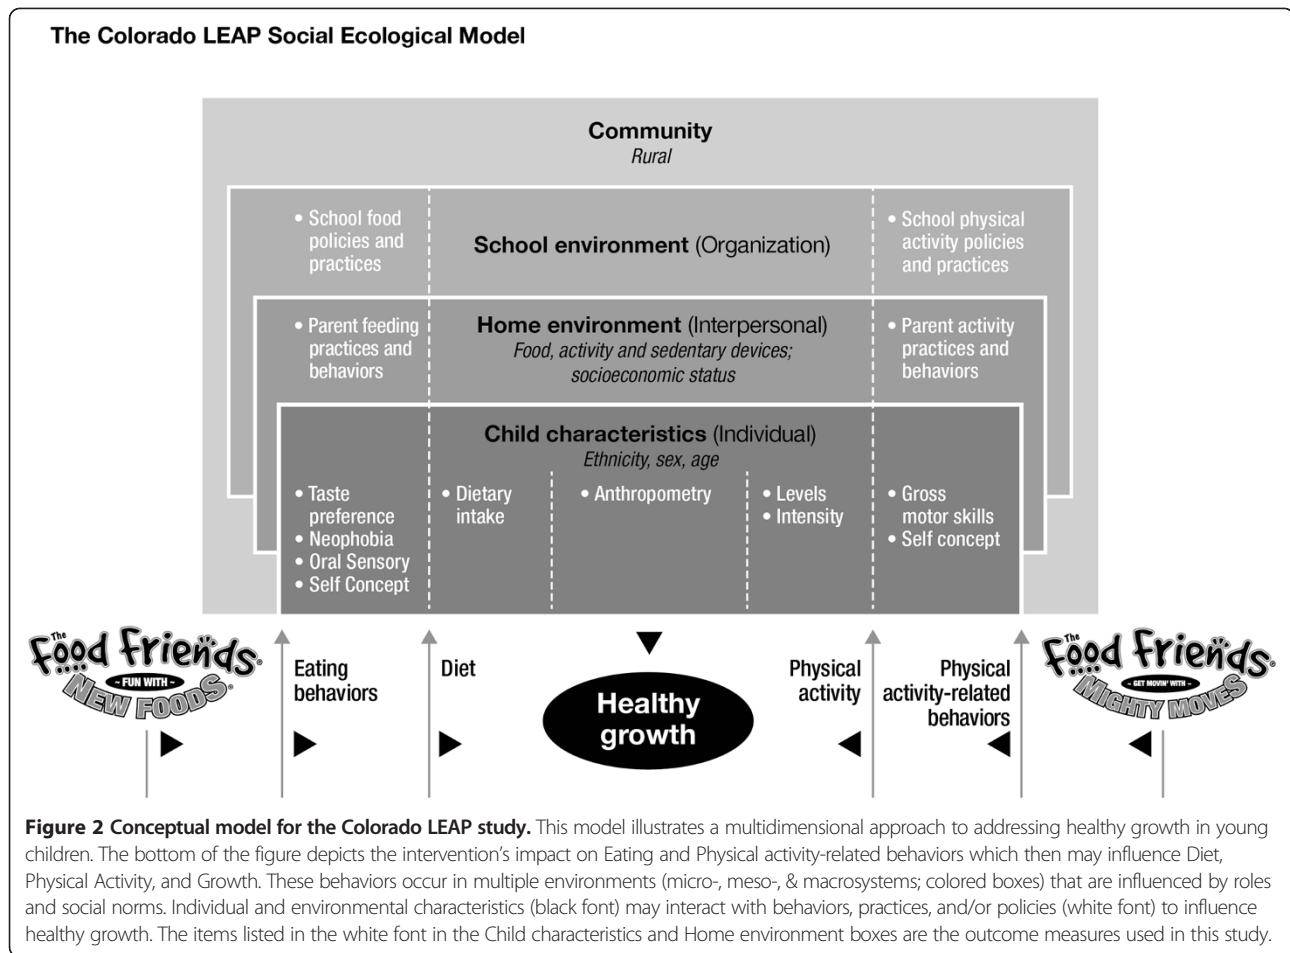 The Colorado LEAP Social Ecological Model
Community
Rural
• School food
policies and
practices
School environment (Organization)
• School physical
activity policies
and practices
• Parent feeding
practices and
behaviors
Home environment (Interpersonal)
Food, activity and sedentary devices;
socioeconomic status
• Parent activity
practices and
behaviors
Child characteristics (Individual)
Ethnicity, sex, age
• Taste
preference
• Neophobia
• Oral Sensory
• Self Concept
• Dietary
intake
• Anthropometry
• Levels
• Intensity
• Gross
motor skills
• Self concept
The
Food Friends®
~ FUN WITH ~
NEW FOODS®
Eating
behaviors
Diet
Healthy
growth
Physical
activity
Physical
activity-related
behaviors
The
Food Friends®
~ GET MOVIN' WITH ~
MIGHTY MOVES
Figure 2 Conceptual model for the Colorado LEAP study. This model illustrates a multidimensional approach to addressing healthy growth in young
children. The bottom of the figure depicts the intervention's impact on Eating and Physical activity-related behaviors which then may influence Diet,
Physical Activity, and Growth. These behaviors occur in multiple environments (micro-, meso-, & macrosystems; colored boxes) that are influenced by roles
and social norms. Individual and environmental characteristics (black font) may interact with behaviors, practices, and/or policies (white font) to influence
healthy growth. The items listed in the white font in the Child characteristics and Home environment boxes are the outcome measures used in this study.